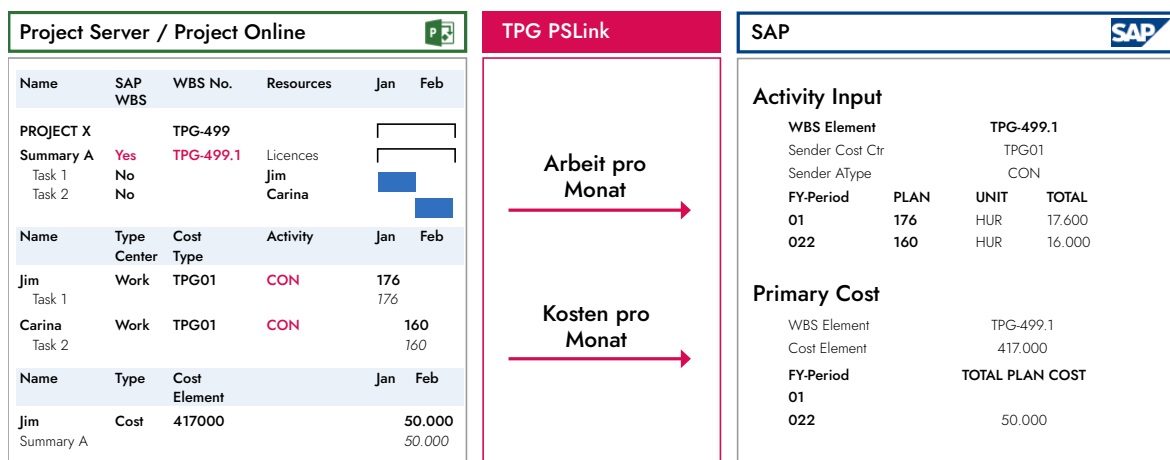 Project Server / Project Online
P
Name SAP WBS No. Resources Jan Feb
WBS
PROJECT X TPG-499
Summary A Yes TPG-499.1 Licences
Task 1 No Jim
Task 2 No Carina
Name Type Cost Activity Jan Feb
Center Type
Jim Work TPG01 CON 176
Task 1 176
Carina Work TPG01 CON 160
Task 2 160
Name Type Cost Jan Feb
Element
Jim Cost 417000 50.000
Summary A 50.000
TPG PSLink
Arbeit pro
Monat
Kosten pro
Monat
SAP
SAP
Activity Input
WBS Element TPG-499.1
Sender Cost Ctr TPG01
Sender AType CON
FY-Period PLAN UNIT TOTAL
01 176 HUR 17.600
022 160 HUR 16.000
Primary Cost
WBS Element TPG-499.1
Cost Element 417.000
FY-Period TOTAL PLAN COST
01
022 50.000